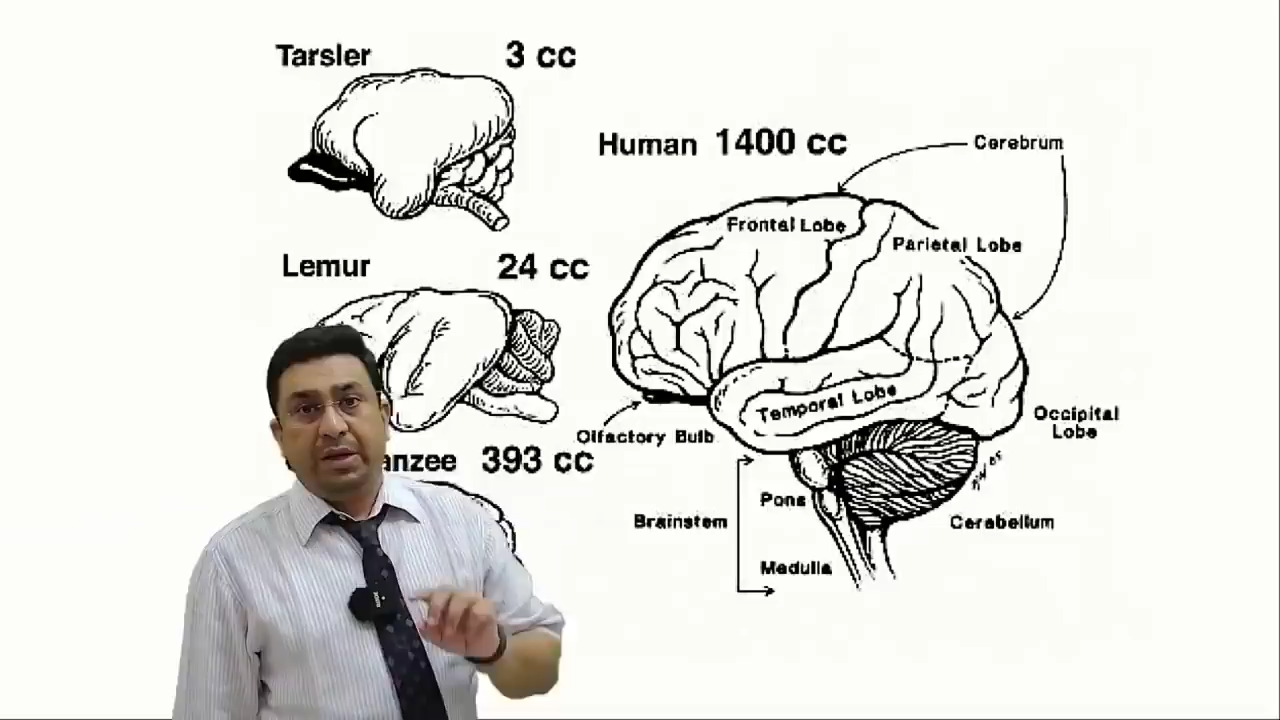 Tarsler 3 cc
Human 1400 cc
Cerebrum
Frontal Lobe
Parietal Lobe
Lemur 24 cc
Temporal Lobe
Olfactory Bulb
Occipital
Lobe
anzee 393 cc
Pons
Brainstem
Cerebellum
Medulla